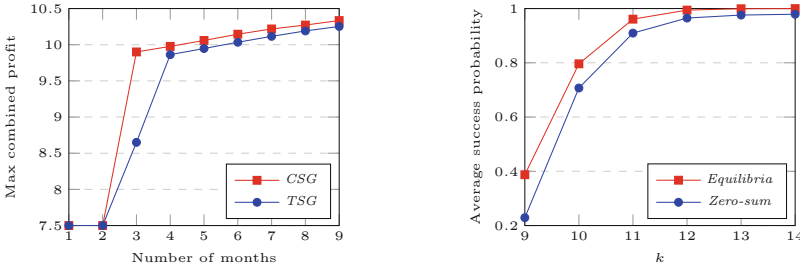 Max combined profit
10.5
10
9.5
9
8.5
8
7.5
1 2 3 4 5 6 7 8 9
Number of months
CSG
TSG
Average success probability
1
0.8
0.6
0.4
0.2
9 10 11 12 13 14
k
Equilibria
Zero-sum